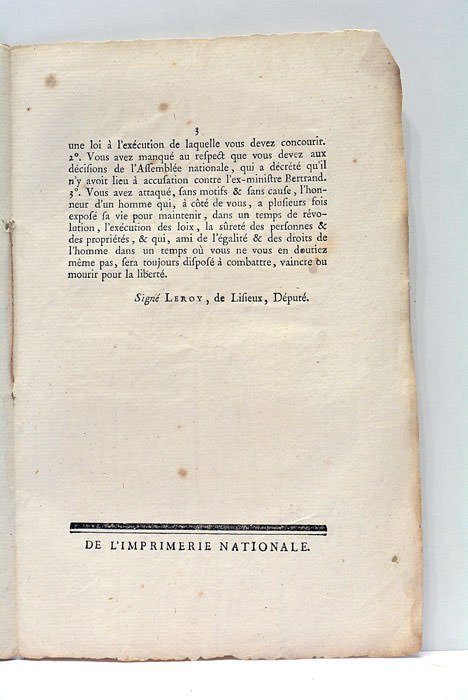 3
une loi à l'exécution de laquelle vous devez concourir.
2°. Vous avez manqué au respect que vous devez aux
décisions de l'Assemblée nationale, qui a décrété qu'il
n'y avoit lieu à accusation contre l'ex-ministre Bertrand.
3°. Vous avez attaqué, sans motifs & sans cause, l'hon-
neur d'un homme qui, à côté de vous, a plusieurs fois
exposé sa vie pour maintenir, dans un temps de révo-
lution, l'exécution des loix, la sûreté des personnes &
des propriétés, & qui, ami de l'égalité & des droits de
l'homme dans un temps où vous ne vous en doutiez
même pas, sera toujours disposé à combattre, vaincre ou
mourir pour la liberté.
Signé LEROY, de Lisieux, Député.
DE L'IMPRIMERIE NATIONALE.